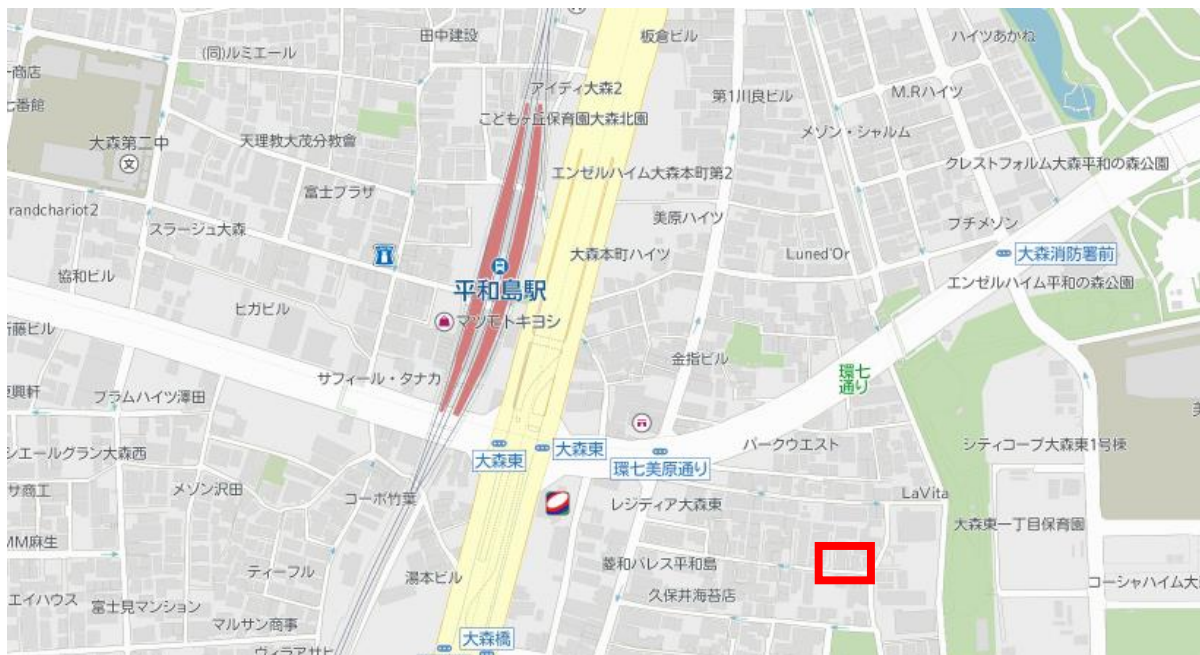 田中建設
板倉ビル
ハイツあかね
(同)ルミエール
商店
アイディ大森2
第1川良ビル
M.Rハイツ
七番館
こどもヶ丘保育園大森北園
大森第二中
天理教大茂分教會
メゾン・シャルム
文
クレストフォルム大森平和の森公園
エンゼルハイム大森本町第2
富士プラザ
randchariot2
美原ハイツ
プチメゾン
スラージュ大森
大森本町ハイツ
Luned'Or
大森消防署前
協和ビル
平和島駅
エンゼルハイム平和の森公園
ヒガビル
マツモトキヨシ
藤ビル
金指ビル
サフィール・タナカ
環七
通り
興軒
プラムハイツ澤田
大森東
大森東
パークウエスト
シティコープ大森東1号棟
シエールグラン大森西
環七美原通り
サ商工
メゾン沢田
コーポ竹葉
レジディア大森東
LaVita
大森東一丁目保育園
MM麻生
ティーフル
湯本ビル
菱和パレス平和島
コーシャハイム大
エイハウス
富士見マンション
久保井海苔店
マルサン商事
大森橋
ヴィラアサヒ